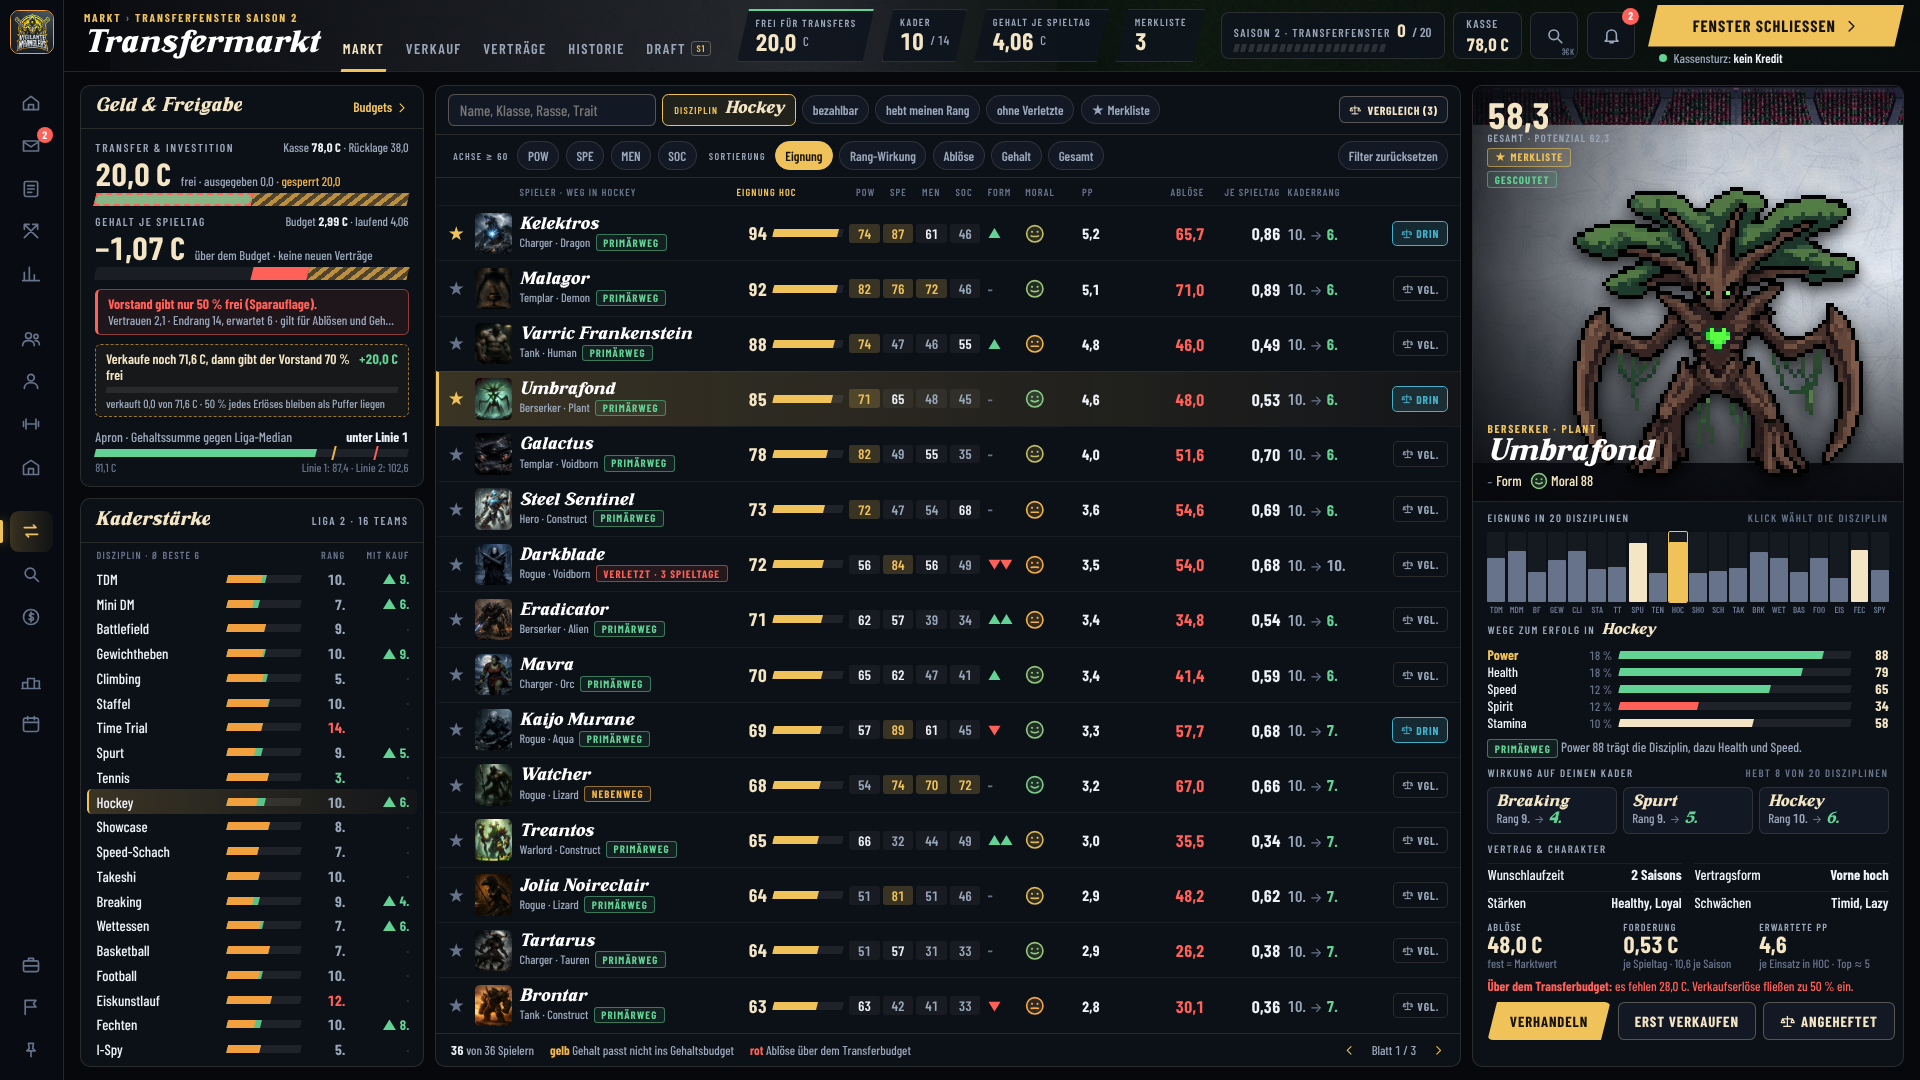 MARKT › TRANSFERFENSTER SAISON 2
Transfermarkt
MARKT
VERKAUF
VERTRÄGE
HISTORIE
DRAFT S1
FREI FÜR TRANSFERS
20,0 C
KADER
10 / 14
GEHALT JE SPIELTAG
4,06 C
MERKLISTE
3
SAISON 2 · TRANSFERFENSTER 0 / 20
KASSE
78,0 C
⌘K
2
FENSTER SCHLIESSEN
Kassensturz: kein Kredit
2
Geld & Freigabe
Budgets
TRANSFER & INVESTITION
Kasse 78,0 C · Rücklage 38,0
20,0 C frei · ausgegeben 0,0 · gesperrt 20,0
GEHALT JE SPIELTAG
Budget 2,99 C · laufend 4,06
−1,07 C über dem Budget · keine neuen Verträge
Vorstand gibt nur 50 % frei (Sparauflage).
Vertrauen 2,1 · Endrang 14, erwartet 6 · gilt für Ablösen und Geh...
Verkaufe noch 71,6 C, dann gibt der Vorstand 70 % frei
+20,0 C
verkauft 0,0 von 71,6 C · 50 % jedes Erlöses bleiben als Puffer liegen
Apron · Gehaltssumme gegen Liga-Median
unter Linie 1
81,1 C
Linie 1: 87,4 · Linie 2: 102,6
Kaderstärke
LIGA 2 · 16 TEAMS
DISZIPLIN · Ø BESTE 6 RANG MIT KAUF
TDM 10. ▲ 9.
Mini DM 7. ▲ 6.
Battlefield 9. ·
Gewichtheben 10. ▲ 9.
Climbing 5. ·
Staffel 10. ·
Time Trial 14. ·
Spurt 9. ▲ 5.
Tennis 3. ·
Hockey 10. ▲ 6.
Showcase 8. ·
Speed-Schach 7. ·
Takeshi 10. ·
Breaking 9. ▲ 4.
Wettessen 7. ▲ 6.
Basketball 7. ·
Football 10. ·
Eiskunstlauf 12. ·
Fechten 10. ▲ 8.
I-Spy 5. ·
Name, Klasse, Rasse, Trait
DISZIPLIN Hockey
bezahlbar
hebt meinen Rang
ohne Verletzte
★ Merkliste
VERGLEICH (3)
ACHSE ≥ 60
POW
SPE
MEN
SOC
SORTIERUNG
Eignung
Rang-Wirkung
Ablöse
Gehalt
Gesamt
Filter zurücksetzen
SPIELER · WEG IN HOCKEY EIGNUNG HOC POW SPE MEN SOC FORM MORAL PP ABLÖSE JE SPIELTAG KADERRANG
★ Kelektros 94 74 87 61 46 ▲ 5,2 65,7 0,86 10. → 6. DRIN
Charger · Dragon PRIMÄRWEG
★ Malagor 92 82 76 72 46 - 5,1 71,0 0,89 10. → 6. VGL.
Templar · Demon PRIMÄRWEG
★ Varric Frankenstein 88 74 47 46 55 ▲ 4,8 46,0 0,49 10. → 6. VGL.
Tank · Human PRIMÄRWEG
★ Umbrafond 85 71 65 48 45 - 4,6 48,0 0,53 10. → 6. DRIN
Berserker · Plant PRIMÄRWEG
★ Galactus 78 82 49 55 35 - 4,0 51,6 0,70 10. → 6. VGL.
Templar · Voidborn PRIMÄRWEG
★ Steel Sentinel 73 72 47 54 68 - 3,6 54,6 0,69 10. → 6. VGL.
Hero · Construct PRIMÄRWEG
★ Darkblade 72 56 84 56 49 ▼▼ 3,5 54,0 0,68 10. → 10. VGL.
Rogue · Voidborn VERLETZT · 3 SPIELTAGE
★ Eradicator 71 62 57 39 34 ▲▲ 3,4 34,8 0,54 10. → 6. VGL.
Berserker · Alien PRIMÄRWEG
★ Mavra 70 65 62 47 41 ▲ 3,4 41,4 0,59 10. → 6. VGL.
Charger · Orc PRIMÄRWEG
★ Kaijo Murane 69 57 89 61 45 ▼ 3,3 57,7 0,68 10. → 7. DRIN
Rogue · Aqua PRIMÄRWEG
★ Watcher 68 54 74 70 72 - 3,2 67,0 0,66 10. → 7. VGL.
Rogue · Lizard NEBENWEG
★ Treantos 65 66 32 44 49 ▲▲ 3,0 35,5 0,34 10. → 7. VGL.
Warlord · Construct PRIMÄRWEG
★ Jolia Noireclair 64 51 81 51 46 - 2,9 48,2 0,62 10. → 7. VGL.
Rogue · Lizard PRIMÄRWEG
★ Tartarus 64 51 57 31 33 - 2,9 26,2 0,38 10. → 7. VGL.
Charger · Tauren PRIMÄRWEG
★ Brontar 63 63 42 41 33 ▼ 2,8 30,1 0,36 10. → 7. VGL.
Tank · Construct PRIMÄRWEG
36 von 36 Spielern gelb Gehalt passt nicht ins Gehaltsbudget rot Ablöse über dem Transferbudget
Blatt 1 / 3
58,3
GESAMT · POTENZIAL 62,3
★ MERKLISTE
GESCOUTET
BERSERKER · PLANT
Umbrafond
- Form Moral 88
EIGNUNG IN 20 DISZIPLINEN
KLICK WÄHLT DIE DISZIPLIN
TDM MDM BF GEW CLI STA TT SPU TEN HOC SHO SCH TAK BRK WET BAS FOO EIS FEC SPY
WEGE ZUM ERFOLG IN Hockey
Power 18 % 88
Health 18 % 79
Speed 12 % 65
Spirit 12 % 34
Stamina 10 % 58
PRIMÄRWEG Power 88 trägt die Disziplin, dazu Health und Speed.
WIRKUNG AUF DEINEN KADER
HEBT 8 VON 20 DISZIPLINEN
Breaking
Rang 9. → 4.
Spurt
Rang 9. → 5.
Hockey
Rang 10. → 6.
VERTRAG & CHARAKTER
Wunschlaufzeit 2 Saisons
Vertragsform Vorne hoch
Stärken Healthy, Loyal
Schwächen Timid, Lazy
ABLÖSE
48,0 C
fest = Marktwert
FORDERUNG
0,53 C
je Spieltag · 10,6 je Saison
ERWARTETE PP
4,6
je Einsatz in HOC · Top ≈ 5
Über dem Transferbudget: es fehlen 28,0 C. Verkaufserlöse fließen zu 50 % ein.
VERHANDELN
ERST VERKAUFEN
ANGEHEFTET